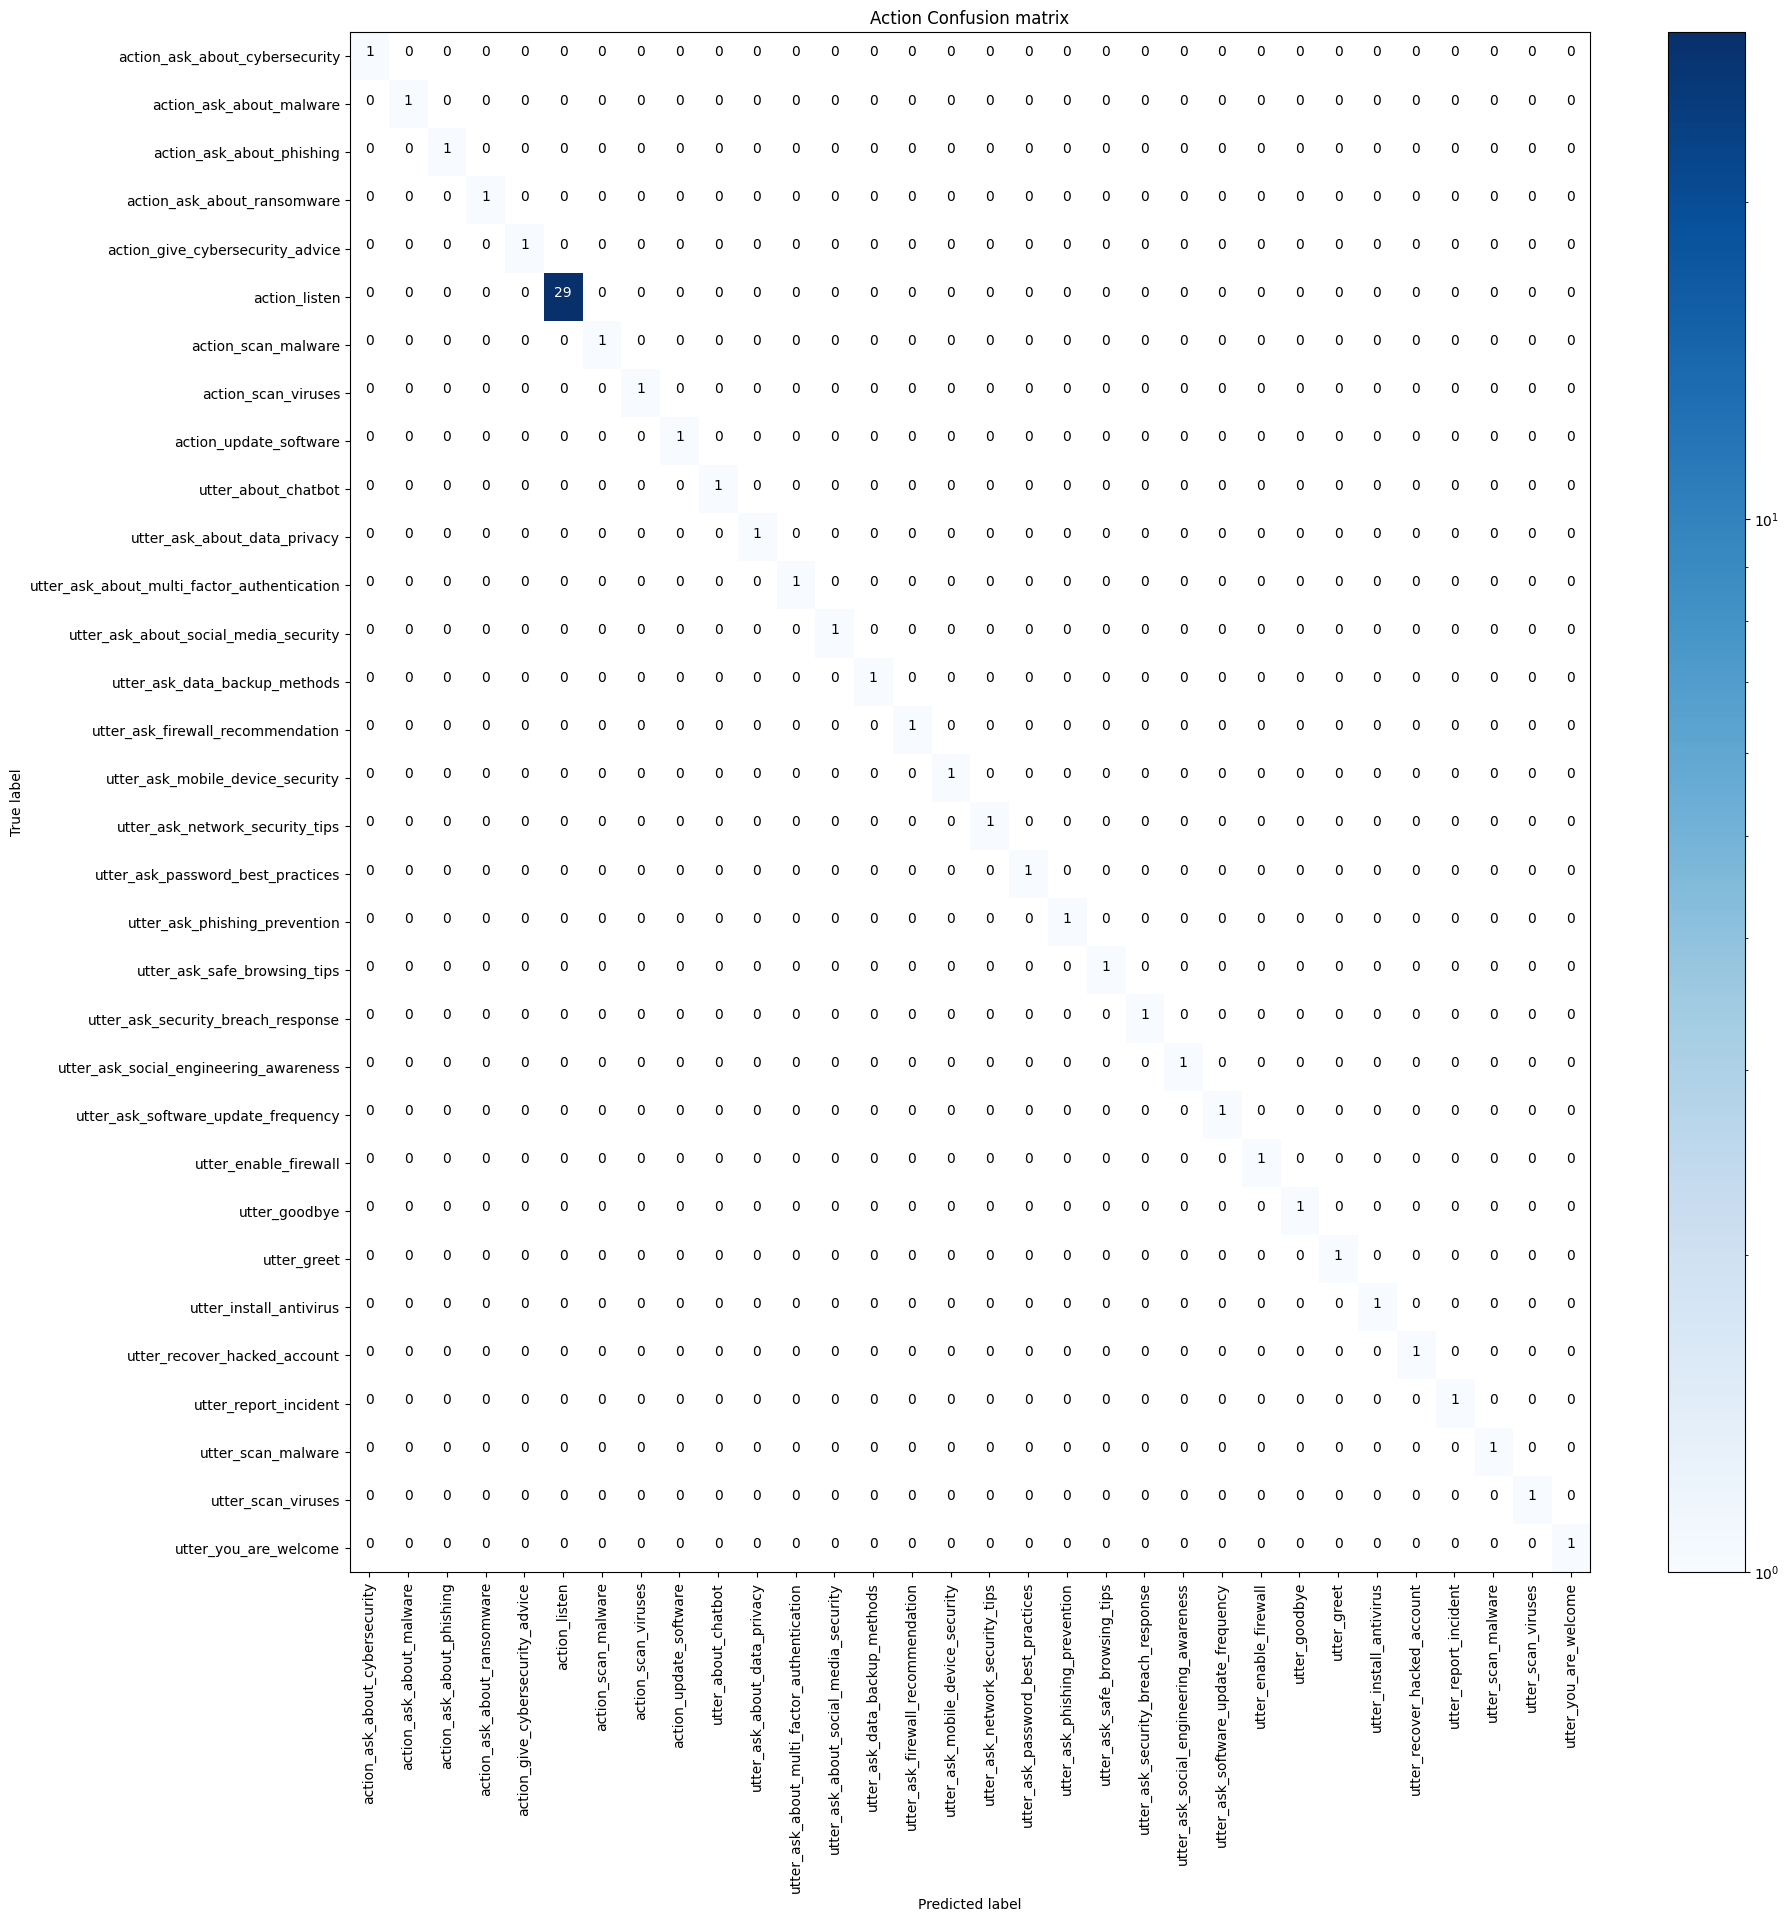 Action Confusion matrix
action_ask_about_cybersecurity 1 0 0 0 0 0 0 0 0 0 0 0 0 0 0 0 0 0 0 0 0 0 0 0 0 0 0 0 0 0 0 0
action_ask_about_malware 0 1 0 0 0 0 0 0 0 0 0 0 0 0 0 0 0 0 0 0 0 0 0 0 0 0 0 0 0 0 0 0
action_ask_about_phishing 0 0 1 0 0 0 0 0 0 0 0 0 0 0 0 0 0 0 0 0 0 0 0 0 0 0 0 0 0 0 0 0
action_ask_about_ransomware 0 0 0 1 0 0 0 0 0 0 0 0 0 0 0 0 0 0 0 0 0 0 0 0 0 0 0 0 0 0 0 0
action_give_cybersecurity_advice 0 0 0 0 1 0 0 0 0 0 0 0 0 0 0 0 0 0 0 0 0 0 0 0 0 0 0 0 0 0 0 0
action_listen 0 0 0 0 0 29 0 0 0 0 0 0 0 0 0 0 0 0 0 0 0 0 0 0 0 0 0 0 0 0 0 0
action_scan_malware 0 0 0 0 0 0 1 0 0 0 0 0 0 0 0 0 0 0 0 0 0 0 0 0 0 0 0 0 0 0 0 0
action_scan_viruses 0 0 0 0 0 0 0 1 0 0 0 0 0 0 0 0 0 0 0 0 0 0 0 0 0 0 0 0 0 0 0 0
action_update_software 0 0 0 0 0 0 0 0 1 0 0 0 0 0 0 0 0 0 0 0 0 0 0 0 0 0 0 0 0 0 0 0
utter_about_chatbot 0 0 0 0 0 0 0 0 0 1 0 0 0 0 0 0 0 0 0 0 0 0 0 0 0 0 0 0 0 0 0 0
utter_ask_about_data_privacy 0 0 0 0 0 0 0 0 0 0 1 0 0 0 0 0 0 0 0 0 0 0 0 0 0 0 0 0 0 0 0 0
utter_ask_about_multi_factor_authentication 0 0 0 0 0 0 0 0 0 0 0 1 0 0 0 0 0 0 0 0 0 0 0 0 0 0 0 0 0 0 0 0
utter_ask_about_social_media_security 0 0 0 0 0 0 0 0 0 0 0 0 1 0 0 0 0 0 0 0 0 0 0 0 0 0 0 0 0 0 0 0
utter_ask_data_backup_methods 0 0 0 0 0 0 0 0 0 0 0 0 0 1 0 0 0 0 0 0 0 0 0 0 0 0 0 0 0 0 0 0
utter_ask_firewall_recommendation 0 0 0 0 0 0 0 0 0 0 0 0 0 0 1 0 0 0 0 0 0 0 0 0 0 0 0 0 0 0 0 0
utter_ask_mobile_device_security 0 0 0 0 0 0 0 0 0 0 0 0 0 0 0 1 0 0 0 0 0 0 0 0 0 0 0 0 0 0 0 0
utter_ask_network_security_tips 0 0 0 0 0 0 0 0 0 0 0 0 0 0 0 0 1 0 0 0 0 0 0 0 0 0 0 0 0 0 0 0
utter_ask_password_best_practices 0 0 0 0 0 0 0 0 0 0 0 0 0 0 0 0 0 1 0 0 0 0 0 0 0 0 0 0 0 0 0 0
utter_ask_phishing_prevention 0 0 0 0 0 0 0 0 0 0 0 0 0 0 0 0 0 0 1 0 0 0 0 0 0 0 0 0 0 0 0 0
utter_ask_safe_browsing_tips 0 0 0 0 0 0 0 0 0 0 0 0 0 0 0 0 0 0 0 1 0 0 0 0 0 0 0 0 0 0 0 0
utter_ask_security_breach_response 0 0 0 0 0 0 0 0 0 0 0 0 0 0 0 0 0 0 0 0 1 0 0 0 0 0 0 0 0 0 0 0
utter_ask_social_engineering_awareness 0 0 0 0 0 0 0 0 0 0 0 0 0 0 0 0 0 0 0 0 0 1 0 0 0 0 0 0 0 0 0 0
utter_ask_software_update_frequency 0 0 0 0 0 0 0 0 0 0 0 0 0 0 0 0 0 0 0 0 0 0 1 0 0 0 0 0 0 0 0 0
utter_enable_firewall 0 0 0 0 0 0 0 0 0 0 0 0 0 0 0 0 0 0 0 0 0 0 0 1 0 0 0 0 0 0 0 0
utter_goodbye 0 0 0 0 0 0 0 0 0 0 0 0 0 0 0 0 0 0 0 0 0 0 0 0 1 0 0 0 0 0 0 0
utter_greet 0 0 0 0 0 0 0 0 0 0 0 0 0 0 0 0 0 0 0 0 0 0 0 0 0 1 0 0 0 0 0 0
utter_install_antivirus 0 0 0 0 0 0 0 0 0 0 0 0 0 0 0 0 0 0 0 0 0 0 0 0 0 0 1 0 0 0 0 0
utter_recover_hacked_account 0 0 0 0 0 0 0 0 0 0 0 0 0 0 0 0 0 0 0 0 0 0 0 0 0 0 0 1 0 0 0 0
utter_report_incident 0 0 0 0 0 0 0 0 0 0 0 0 0 0 0 0 0 0 0 0 0 0 0 0 0 0 0 0 1 0 0 0
utter_scan_malware 0 0 0 0 0 0 0 0 0 0 0 0 0 0 0 0 0 0 0 0 0 0 0 0 0 0 0 0 0 1 0 0
utter_scan_viruses 0 0 0 0 0 0 0 0 0 0 0 0 0 0 0 0 0 0 0 0 0 0 0 0 0 0 0 0 0 0 1 0
utter_you_are_welcome 0 0 0 0 0 0 0 0 0 0 0 0 0 0 0 0 0 0 0 0 0 0 0 0 0 0 0 0 0 0 0 1
True label
action_ask_about_cybersecurity
action_ask_about_malware
action_ask_about_phishing
action_ask_about_ransomware
action_give_cybersecurity_advice
action_listen
action_scan_malware
action_scan_viruses
action_update_software
utter_about_chatbot
utter_ask_about_data_privacy
utter_ask_about_multi_factor_authentication
utter_ask_about_social_media_security
utter_ask_data_backup_methods
utter_ask_firewall_recommendation
utter_ask_mobile_device_security
utter_ask_network_security_tips
utter_ask_password_best_practices
utter_ask_phishing_prevention
utter_ask_safe_browsing_tips
utter_ask_security_breach_response
utter_ask_social_engineering_awareness
utter_ask_software_update_frequency
utter_enable_firewall
utter_goodbye
utter_greet
utter_install_antivirus
utter_recover_hacked_account
utter_report_incident
utter_scan_malware
utter_scan_viruses
utter_you_are_welcome
Predicted label
10¹
10⁰